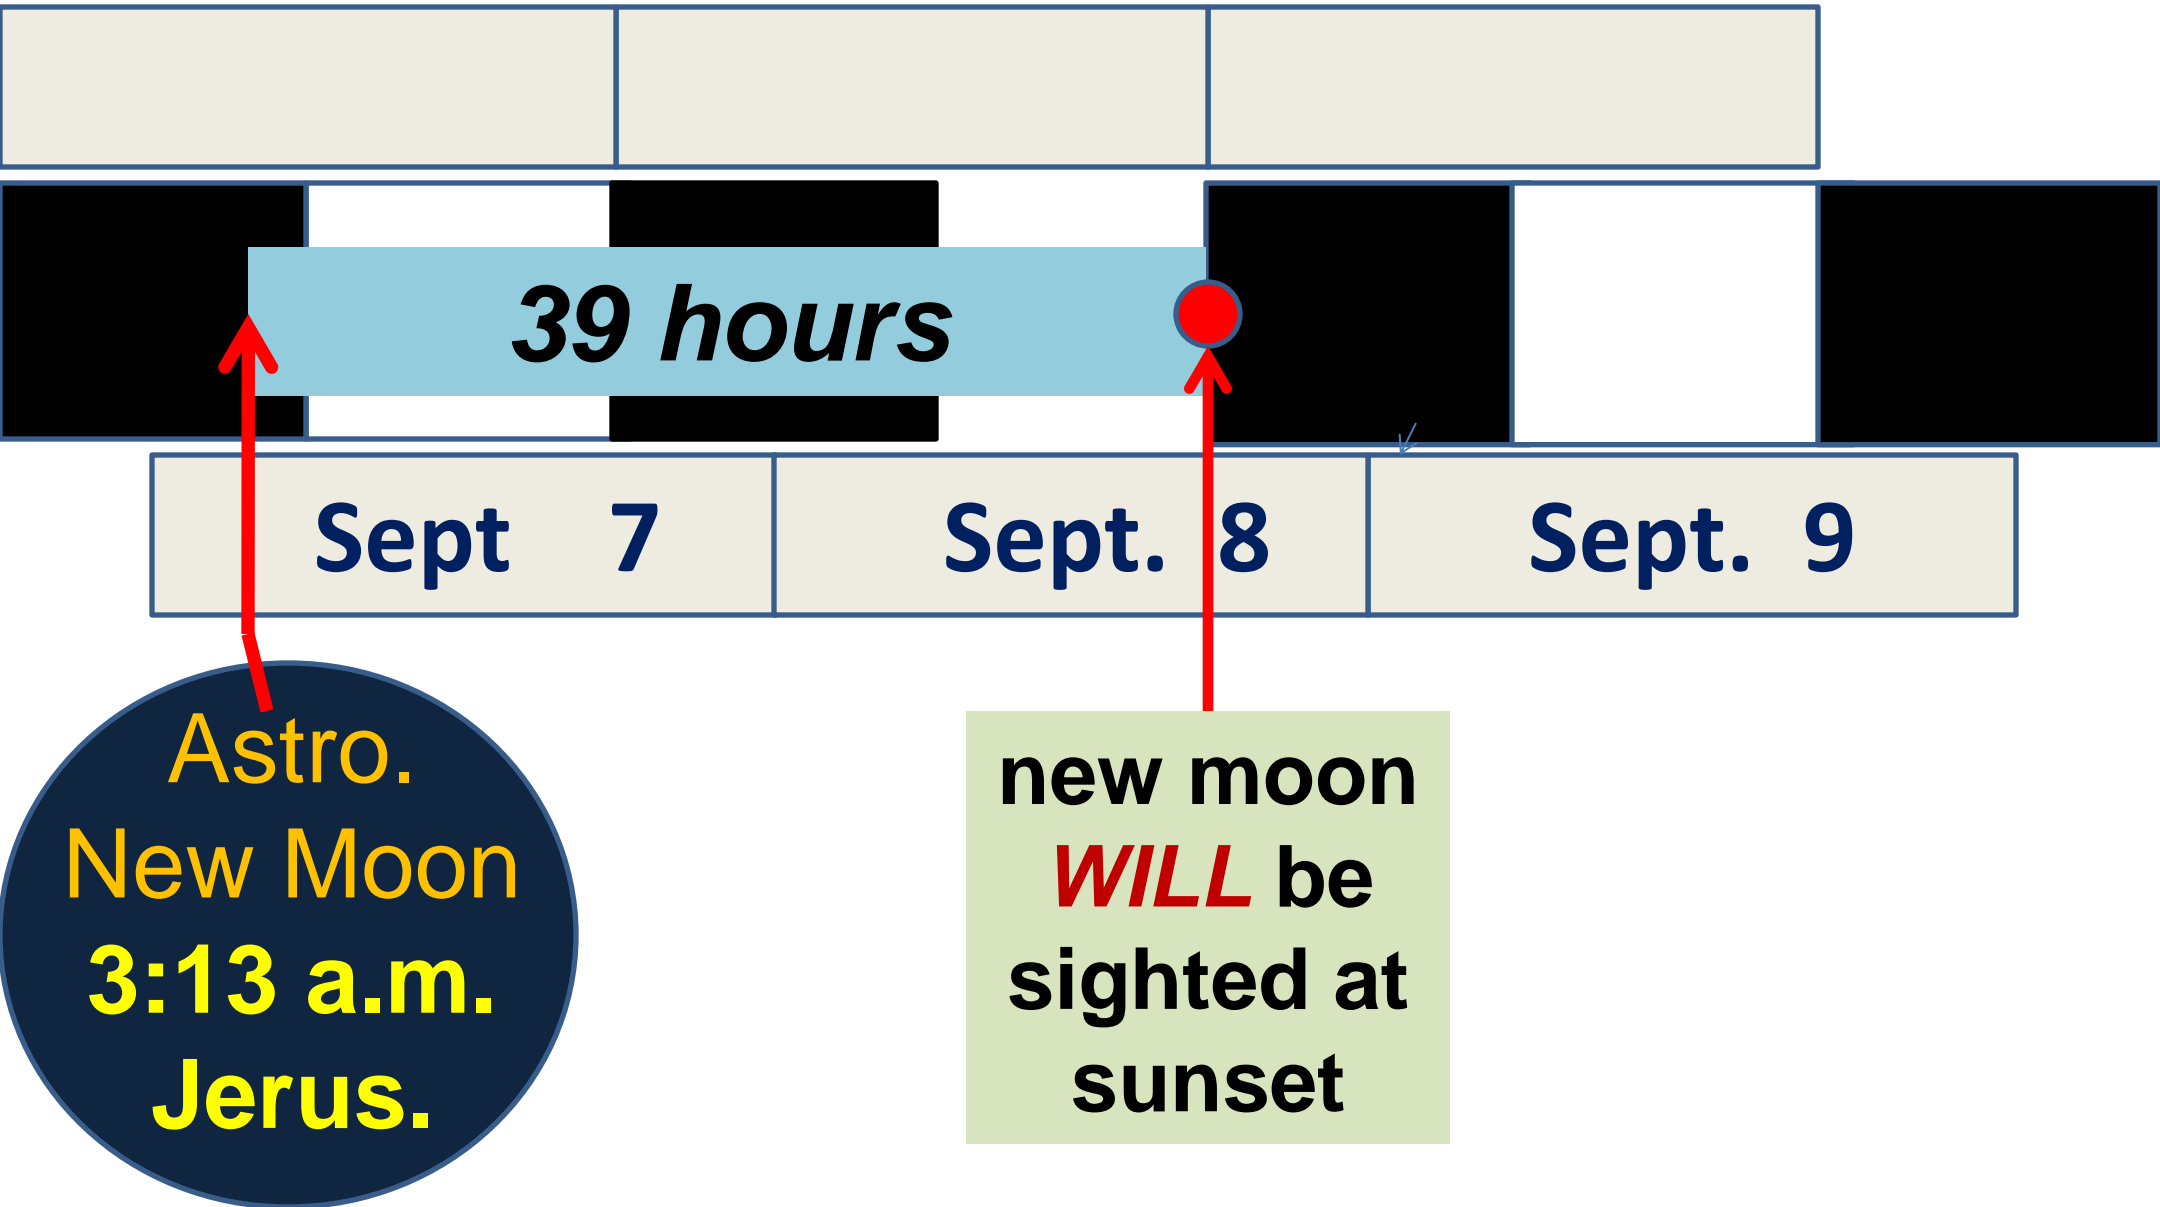 39 hours
Sept 7
Sept. 8
Sept. 9
Astro.
New Moon
3:13 a.m.
Jerus.
new moon
WILL be
sighted at
sunset